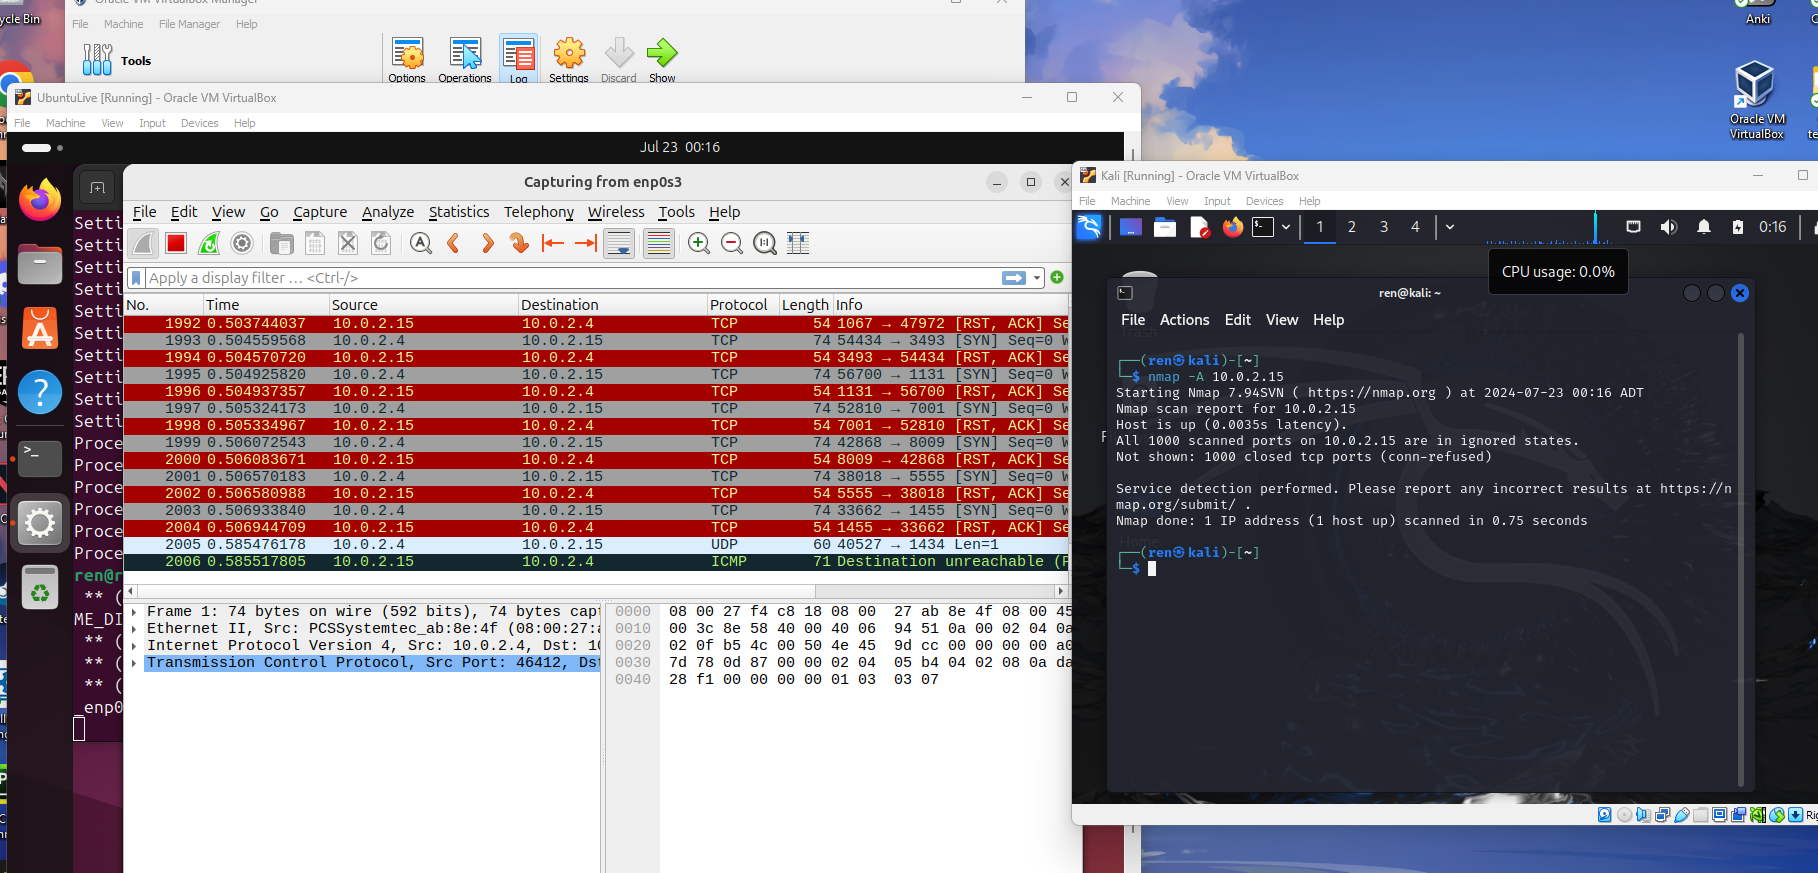 ycle Bin
Oracle VM VirtualBox Manager
File Machine File Manager Help
Tools
Options Operations Log Settings Discard Show
Anki
Oracle VM
VirtualBox
UbuntuLive [Running] - Oracle VM VirtualBox
File Machine View Input Devices Help
Jul 23 00:16
Capturing from enp0s3
File Edit View Go Capture Analyze Statistics Telephony Wireless Tools Help
Apply a display filter … <Ctrl-/>
No. Time Source Destination Protocol Length Info
1992 0.503744037 10.0.2.15 10.0.2.4 TCP 54 1067 → 47972 [RST, ACK] Se
1993 0.504559568 10.0.2.4 10.0.2.15 TCP 74 54434 → 3493 [SYN] Seq=0 W
1994 0.504570720 10.0.2.15 10.0.2.4 TCP 54 3493 → 54434 [RST, ACK] Se
1995 0.504925820 10.0.2.4 10.0.2.15 TCP 74 56700 → 1131 [SYN] Seq=0 W
1996 0.504937357 10.0.2.15 10.0.2.4 TCP 54 1131 → 56700 [RST, ACK] Se
1997 0.505324173 10.0.2.4 10.0.2.15 TCP 74 52810 → 7001 [SYN] Seq=0 W
1998 0.505334967 10.0.2.15 10.0.2.4 TCP 54 7001 → 52810 [RST, ACK] Se
1999 0.506072543 10.0.2.4 10.0.2.15 TCP 74 42868 → 8009 [SYN] Seq=0 W
2000 0.506083671 10.0.2.15 10.0.2.4 TCP 54 8009 → 42868 [RST, ACK] Se
2001 0.506570183 10.0.2.4 10.0.2.15 TCP 74 38018 → 5555 [SYN] Seq=0 W
2002 0.506580988 10.0.2.15 10.0.2.4 TCP 54 5555 → 38018 [RST, ACK] Se
2003 0.506933840 10.0.2.4 10.0.2.15 TCP 74 33662 → 1455 [SYN] Seq=0 W
2004 0.506944709 10.0.2.15 10.0.2.4 TCP 54 1455 → 33662 [RST, ACK] Se
2005 0.585476178 10.0.2.4 10.0.2.15 UDP 60 40527 → 1434 Len=1
2006 0.585517805 10.0.2.15 10.0.2.4 ICMP 71 Destination unreachable (P
Frame 1: 74 bytes on wire (592 bits), 74 bytes capt
Ethernet II, Src: PCSSystemtec_ab:8e:4f (08:00:27:a
Internet Protocol Version 4, Src: 10.0.2.4, Dst: 10
Transmission Control Protocol, Src Port: 46412, Dst
0000 08 00 27 f4 c8 18 08 00 27 ab 8e 4f 08 00 45
0010 00 3c 8e 58 40 00 40 06 94 51 0a 00 02 04 0a
0020 02 0f b5 4c 00 50 4e 45 9d cc 00 00 00 00 a0
0030 7d 78 0d 87 00 00 02 04 05 b4 04 02 08 0a da
0040 28 f1 00 00 00 00 01 03 03 07
Setti
Setti
Setti
Setti
Setti
Setti
Setti
Setti
Setti
Setti
Proce
Proce
Proce
Proce
Proce
Proce
ren@r
** (
ME_DI
** (
** (
** (
_enp0
Kali [Running] - Oracle VM VirtualBox
File Machine View Input Devices Help
1 2 3 4
0:16
CPU usage: 0.0%
ren@kali: ~
File Actions Edit View Help
Trash
┌──(ren㉿kali)-[~]
└─$ nmap -A 10.0.2.15
Starting Nmap 7.94SVN ( https://nmap.org ) at 2024-07-23 00:16 ADT
Nmap scan report for 10.0.2.15
Host is up (0.0035s latency).
All 1000 scanned ports on 10.0.2.15 are in ignored states.
Not shown: 1000 closed tcp ports (conn-refused)
Service detection performed. Please report any incorrect results at https://n
map.org/submit/ .
Nmap done: 1 IP address (1 host up) scanned in 0.75 seconds
Home
┌──(ren㉿kali)-[~]
└─$